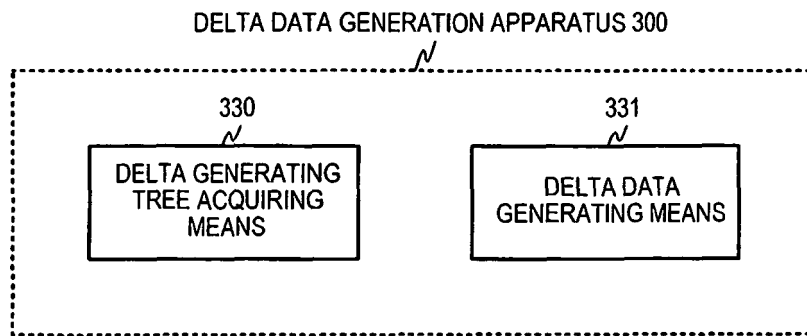 DELTA DATA GENERATION APPARATUS 300
330
331
DELTA GENERATING
TREE ACQUIRING
MEANS
DELTA DATA
GENERATING MEANS